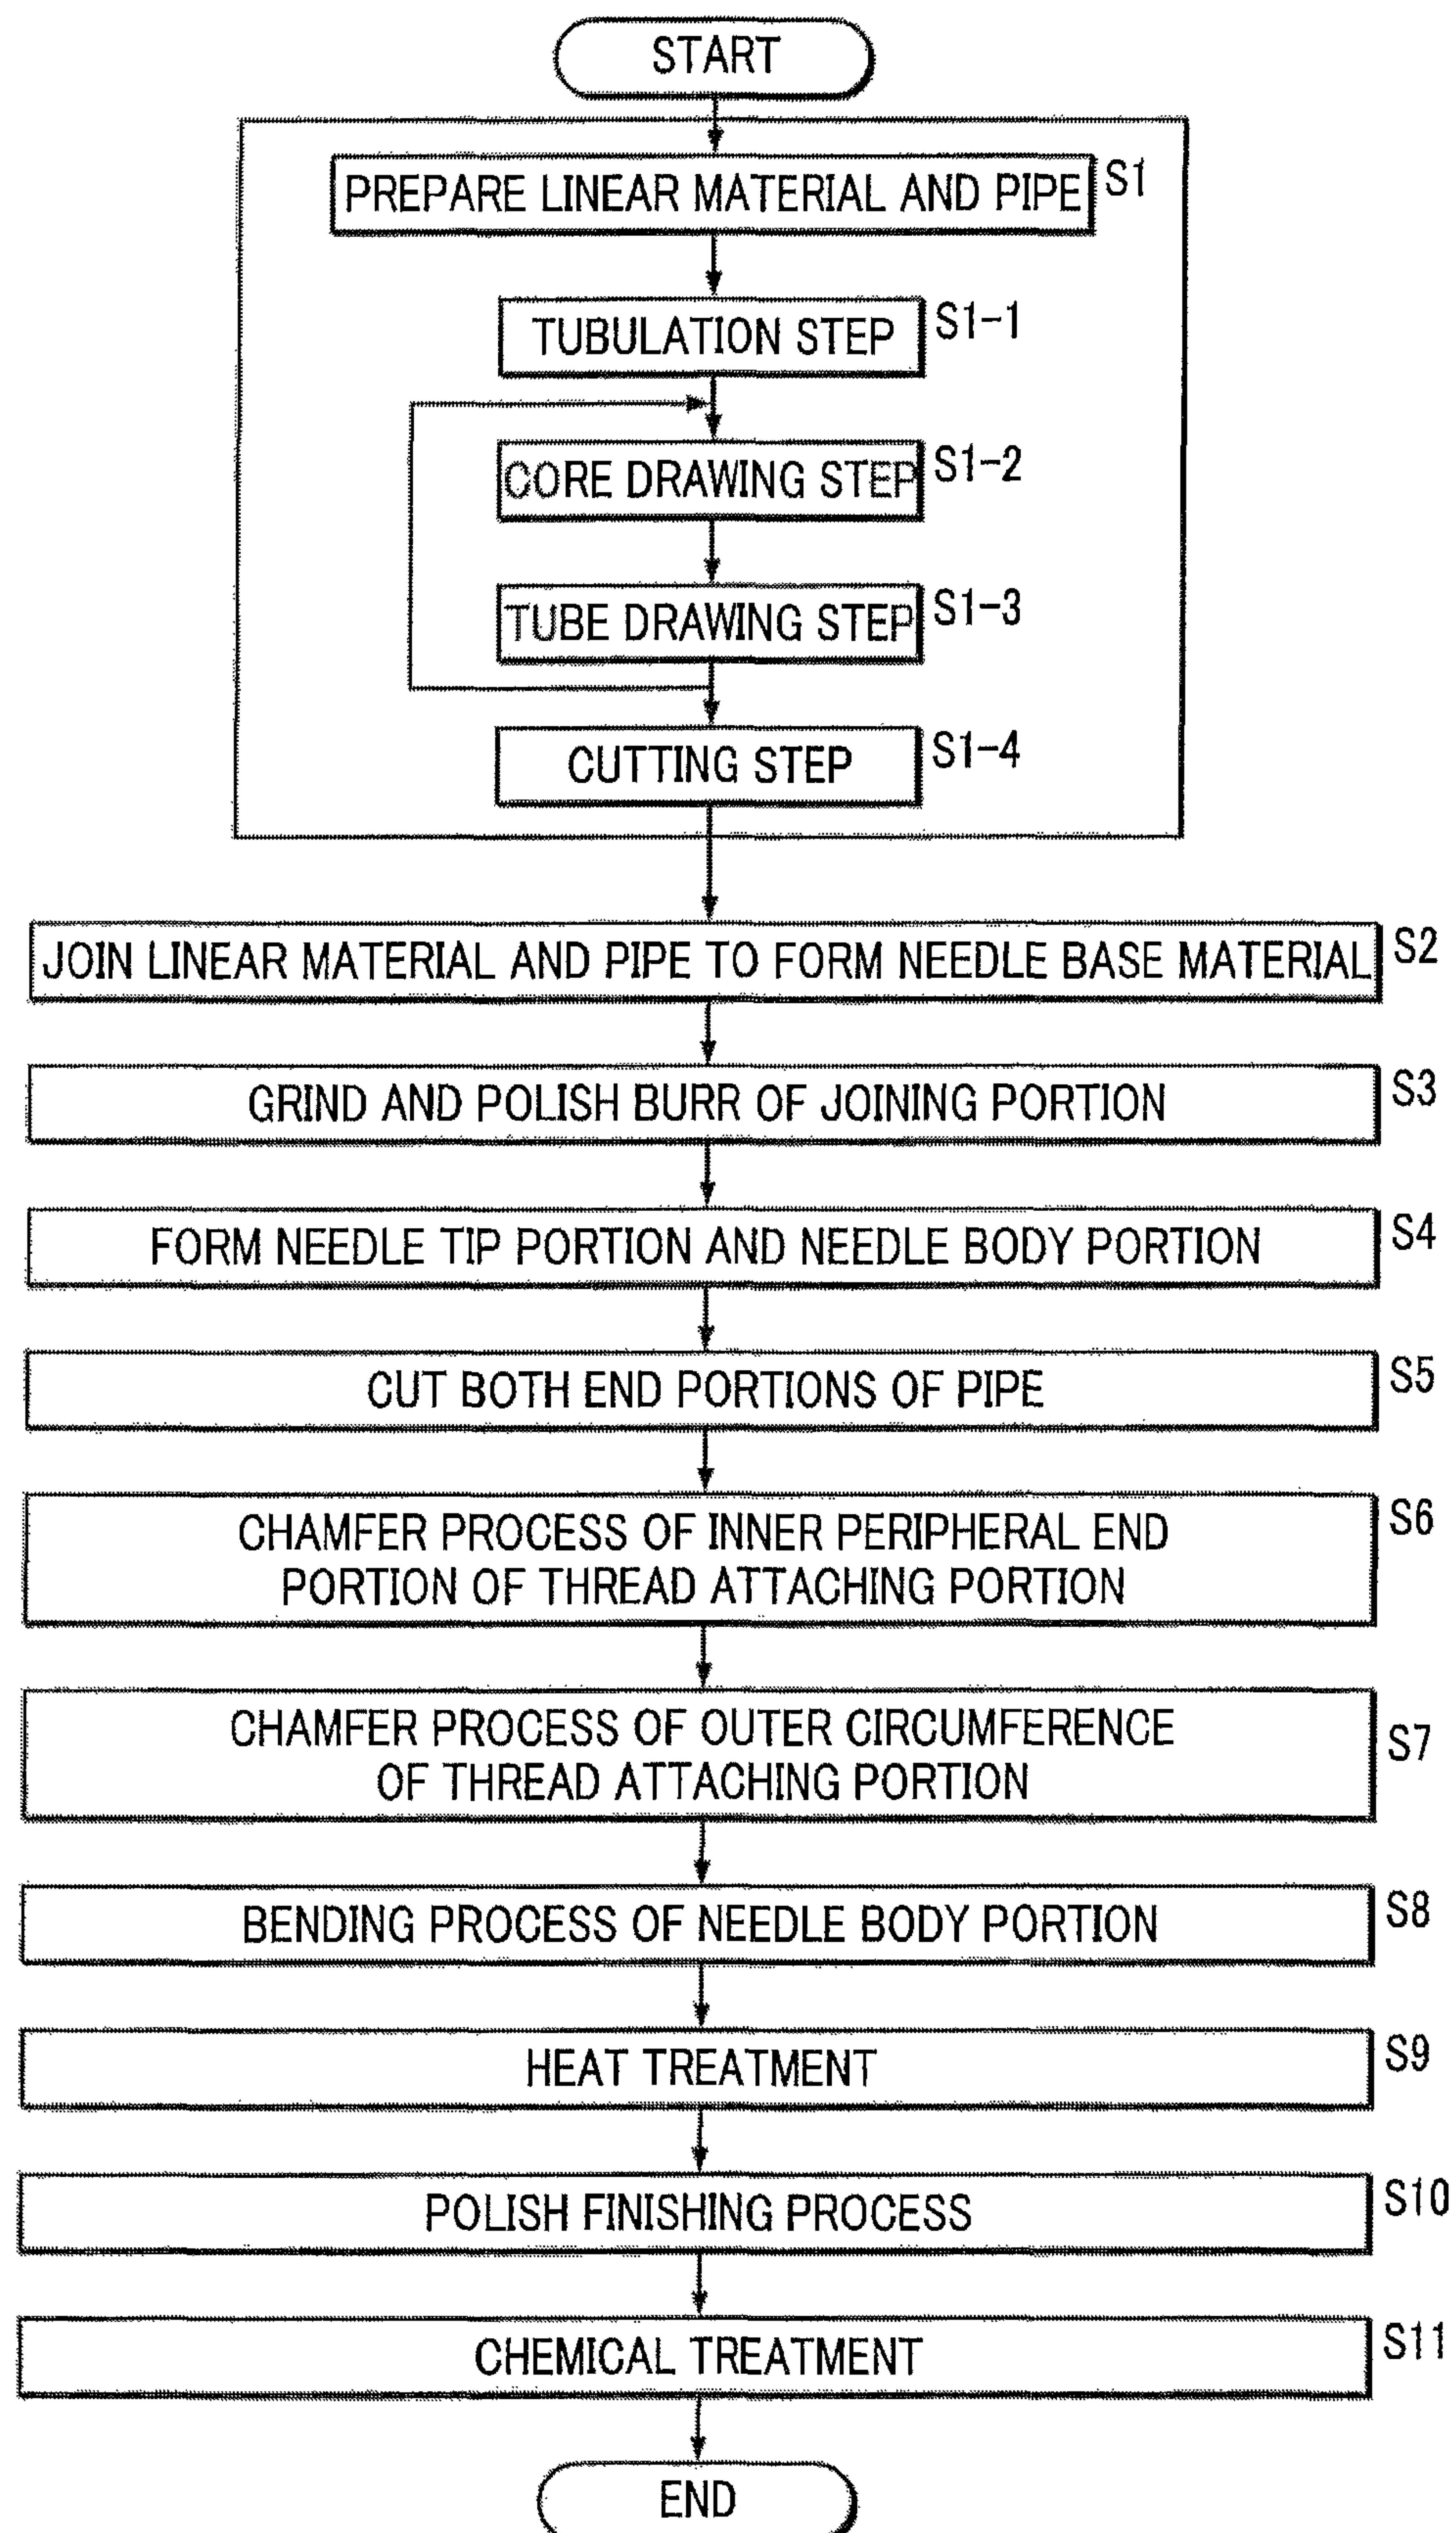 START
PREPARE LINEAR MATERIAL AND PIPE S1
TUBULATION STEP S1-1
CORE DRAWING STEP S1-2
TUBE DRAWING STEP S1-3
CUTTING STEP S1-4
JOIN LINEAR MATERIAL AND PIPE TO FORM NEEDLE BASE MATERIAL S2
GRIND AND POLISH BURR OF JOINING PORTION S3
FORM NEEDLE TIP PORTION AND NEEDLE BODY PORTION S4
CUT BOTH END PORTIONS OF PIPE S5
CHAMFER PROCESS OF INNER PERIPHERAL END S6
PORTION OF THREAD ATTACHING PORTION
CHAMFER PROCESS OF OUTER CIRCUMFERENCE S7
OF THREAD ATTACHING PORTION
BENDING PROCESS OF NEEDLE BODY PORTION S8
HEAT TREATMENT S9
POLISH FINISHING PROCESS S10
CHEMICAL TREATMENT S11
END